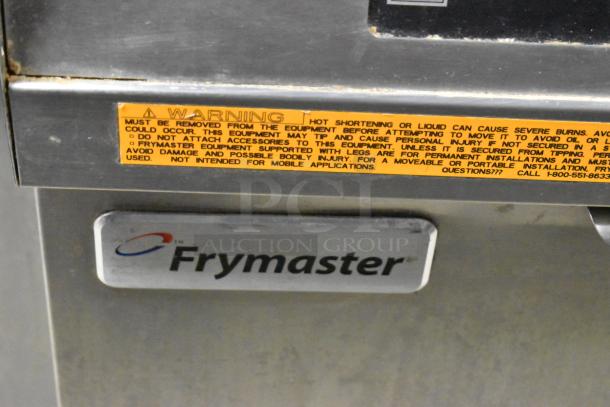 ⚠ WARNING HOT SHORTENING OR LIQUID CAN CAUSE SEVERE BURNS.
MUST BE REMOVED FROM THE EQUIPMENT BEFORE ATTEMPTING TO MOVE IT TO AVOID OIL OR
COULD OCCUR. THIS EQUIPMENT MAY TIP AND CAUSE PERSONAL INJURY IF NOT SECURED IN A
○ DO NOT ATTACH ACCESSORIES TO THIS EQUIPMENT, UNLESS IT IS SECURED FROM TIPPING.
○ FRYMASTER EQUIPMENT SUPPORTED WITH LEGS ARE FOR PERMANENT INSTALLATIONS AND MUST
AVOID DAMAGE AND POSSIBLE BODILY INJURY. FOR A MOVEABLE OR PORTABLE INSTALLATION, FRY
USED. NOT INTENDED FOR MOBILE APPLICATIONS. QUESTIONS??? CALL 1-800-551-8633
PCI
AUCTION GROUP
™
Frymaster